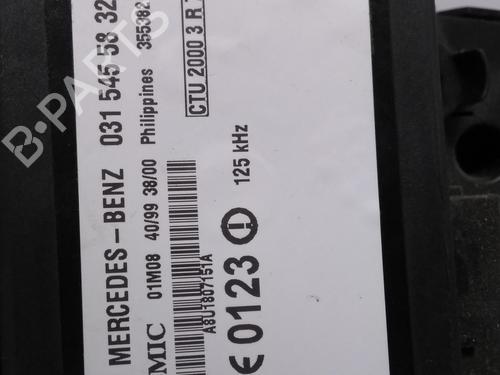 MERCEDES-BENZ 031 545 58 32
MIC 01M08 40/99 38/00 Philippines 355382
A8U1807151A
CTU 2000 3 R
0123
125 kHz
B-PARTS